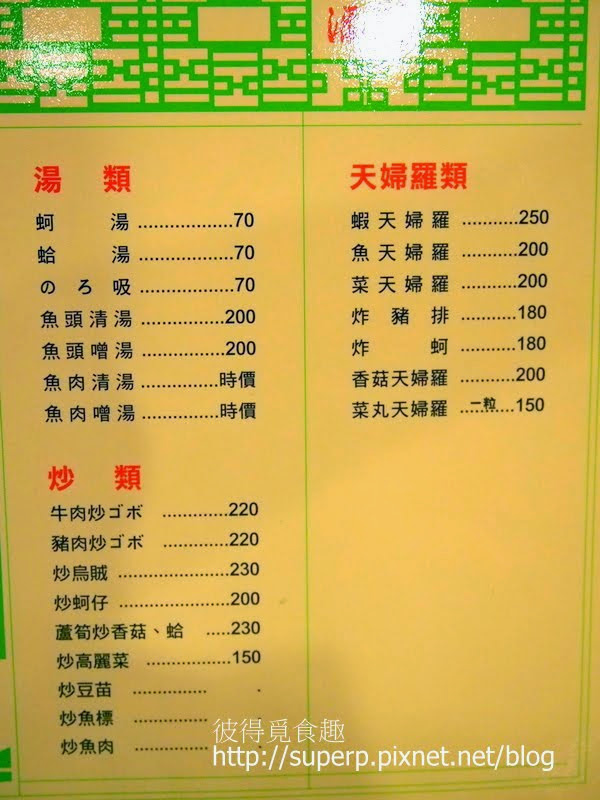 湯類
蚵湯..................70
蛤湯..................70
のろ吸..................70
魚頭清湯................200
魚頭噌湯................200
魚肉清湯..............時價
魚肉噌湯..............時價
炒類
牛肉炒ゴボ.............220
豬肉炒ゴボ.............220
炒烏賊.....................230
炒蚵仔.....................200
蘆筍炒香菇、蛤.....230
炒高麗菜................150
炒豆苗..............
炒魚標..............
炒魚肉..............
天婦羅類
蝦天婦羅...........250
魚天婦羅...........200
菜天婦羅...........200
炸豬排...........180
炸蚵...........180
香菇天婦羅...........200
菜丸天婦羅..一粒...150
彼得覓食趣
http://superp.pixnet.net/blog